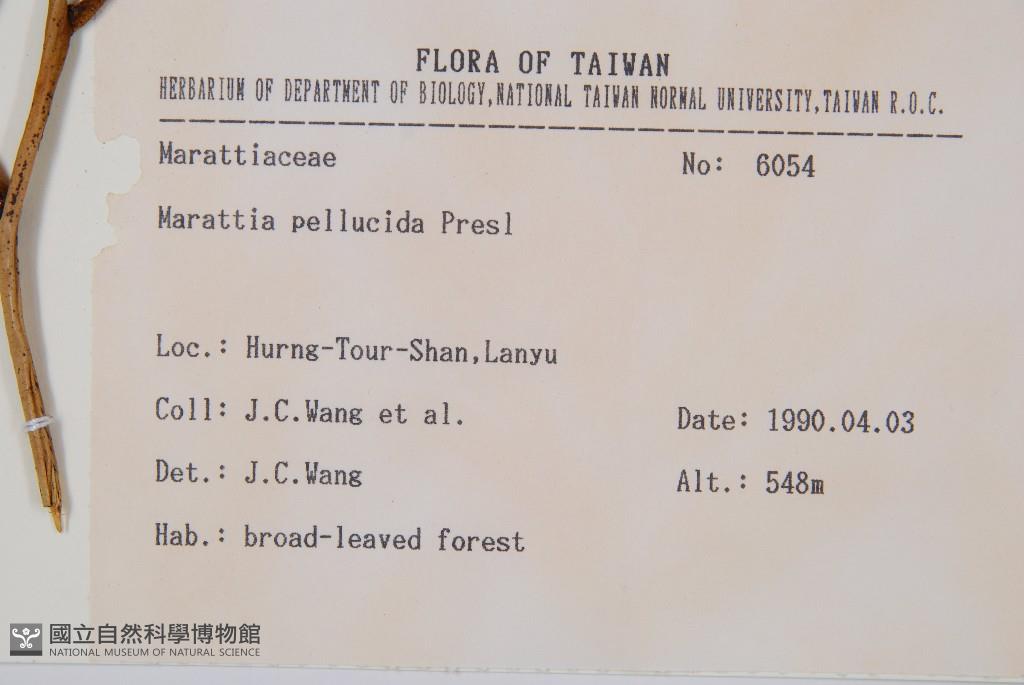 FLORA OF TAIWAN
HERBARIUM OF DEPARTMENT OF BIOLOGY,NATIONAL TAIWAN NORMAL UNIVERSITY,TAIWAN R.O.C.
Marattiaceae No: 6054
Marattia pellucida Presl
Loc.: Hurng-Tour-Shan,Lanyu
Coll: J.C.Wang et al. Date: 1990.04.03
Det.: J.C.Wang Alt.: 548m
Hab.: broad-leaved forest
國立自然科學博物館
NATIONAL MUSEUM OF NATURAL SCIENCE